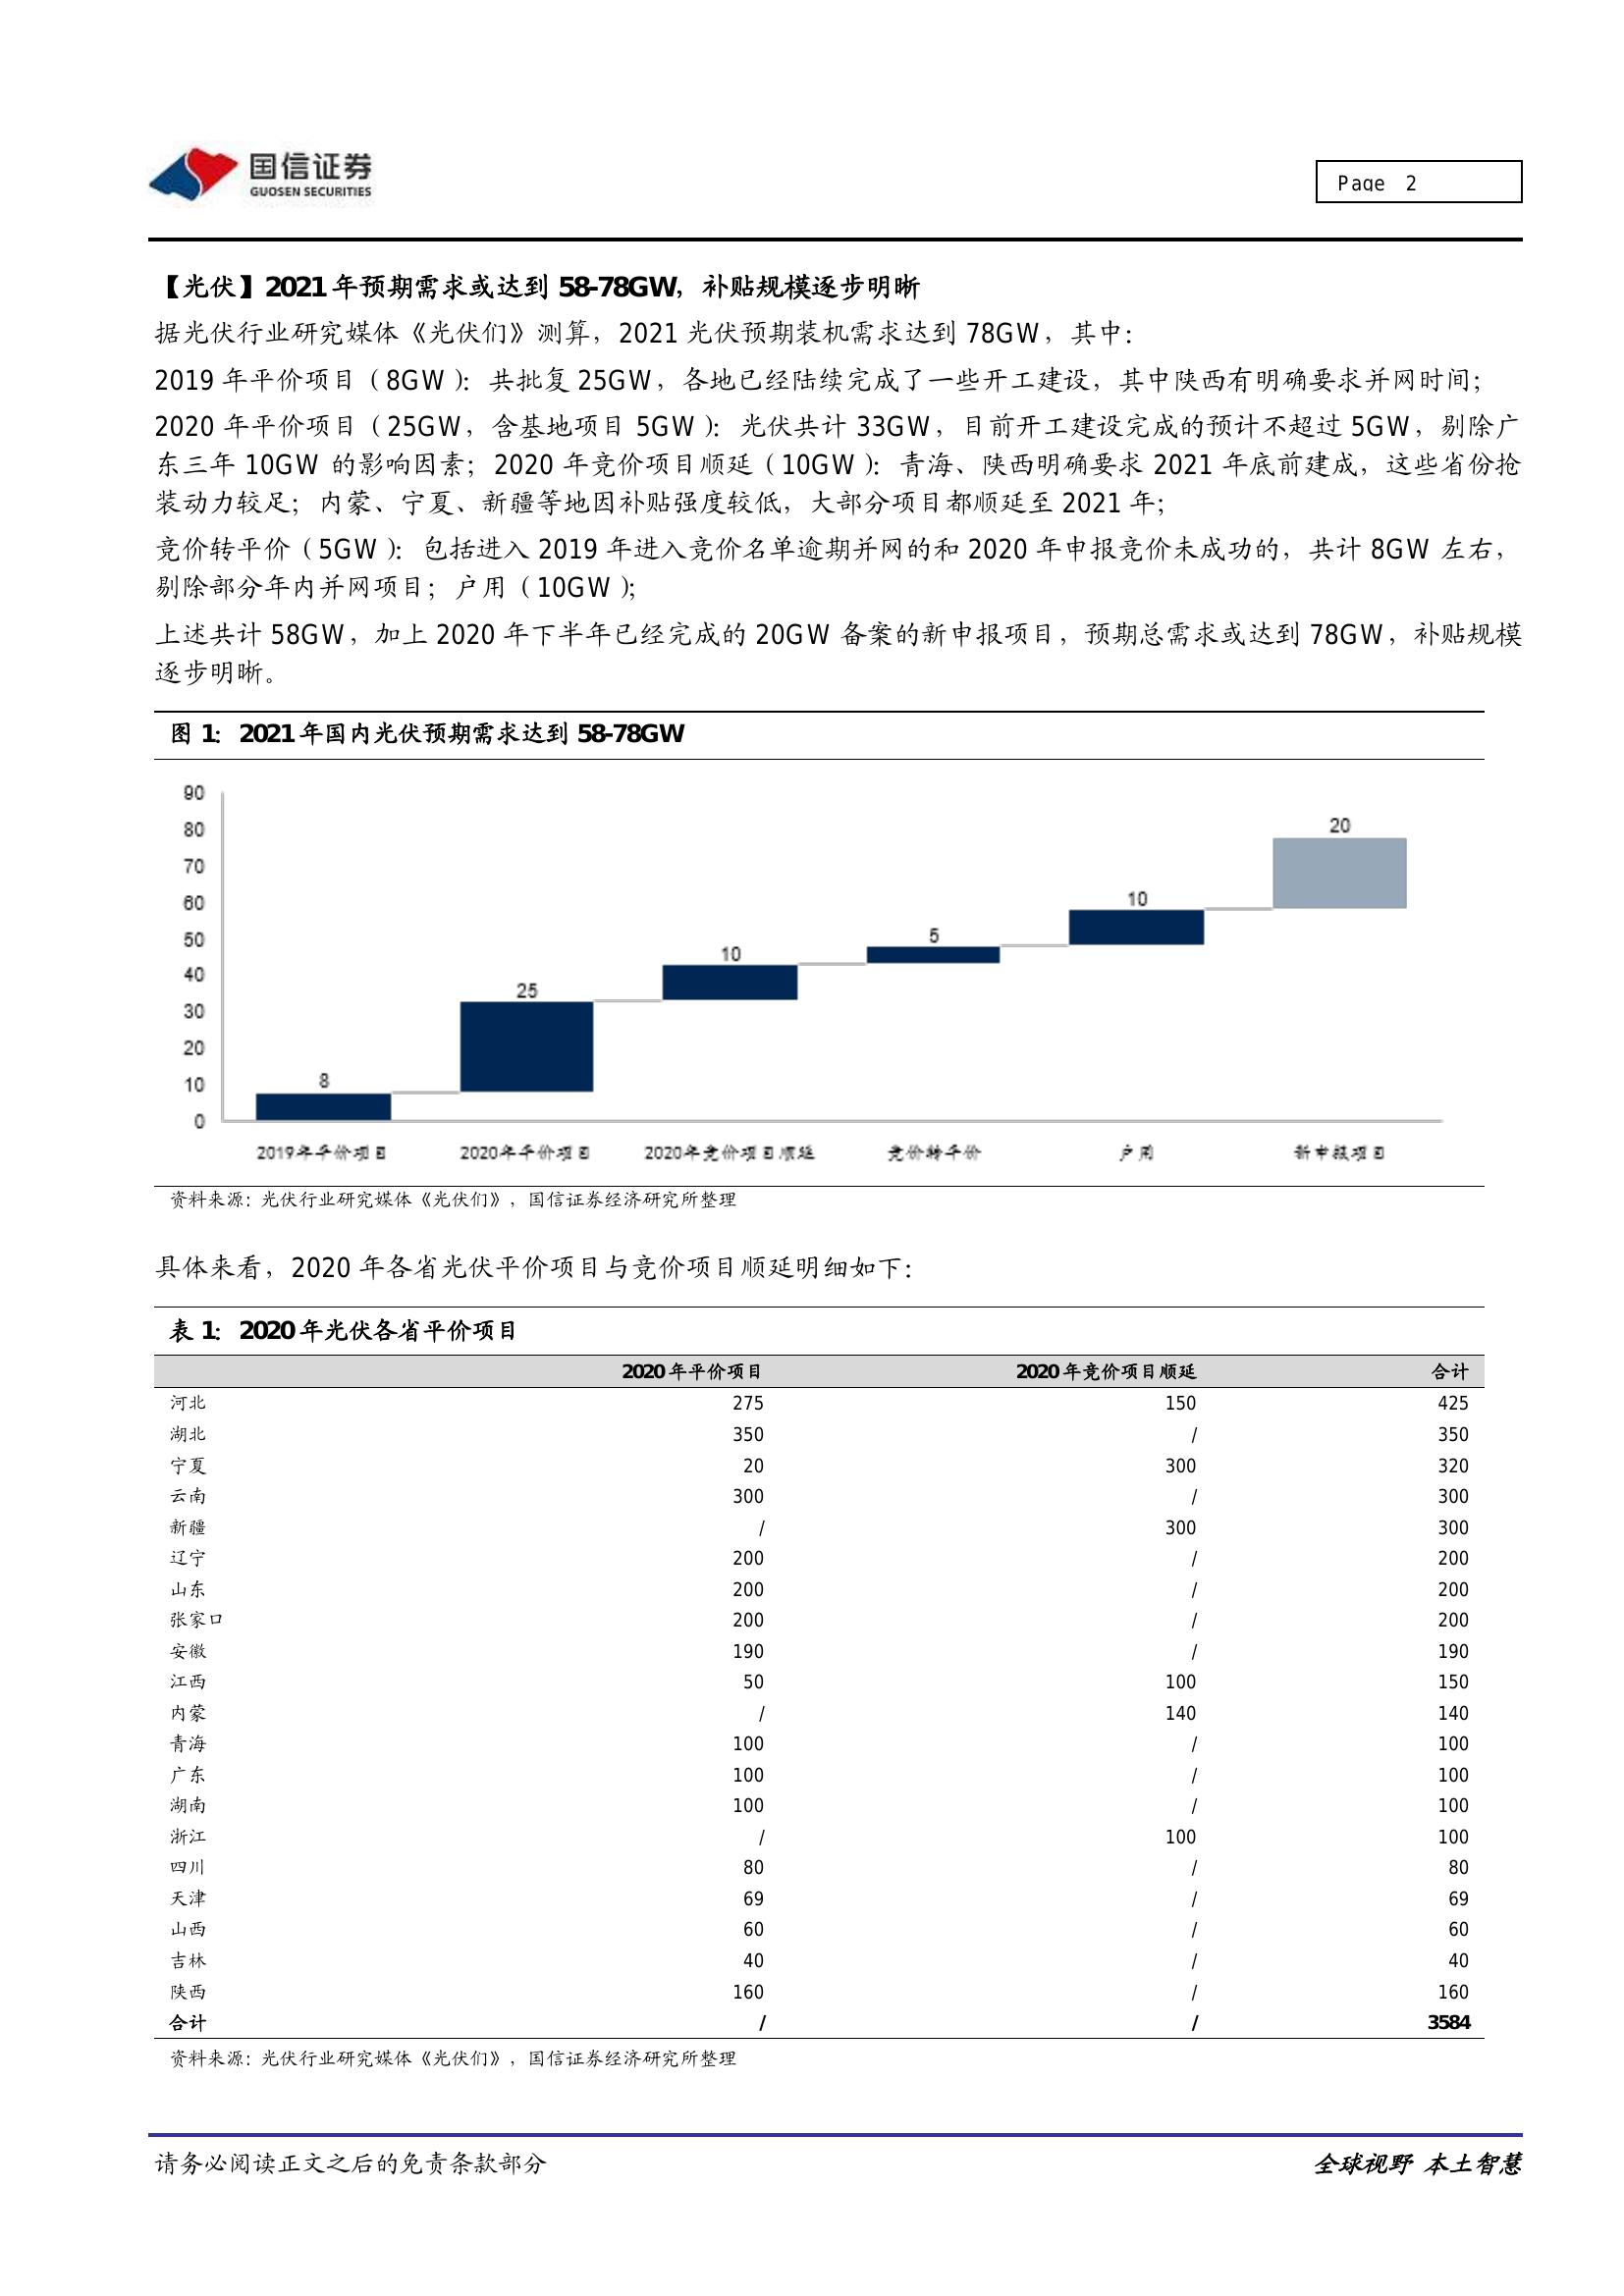 国信证券
GUOSEN SECURITIES
Page 2
【光伏】2021年预期需求或达到 58-78GW，补贴规模逐步明晰
据光伏行业研究媒体《光伏们》测算，2021 光伏预期装机需求达到 78GW，其中：
2019 年平价项目（8GW）：共批复 25GW，各地已经陆续完成了一些开工建设，其中陕西有明确要求并网时间；
2020 年平价项目（25GW，含基地项目 5GW）：光伏共计 33GW，目前开工建设完成的预计不超过 5GW，剔除广
东三年 10GW 的影响因素；2020 年竞价项目顺延（10GW）：青海、陕西明确要求 2021 年底前建成，这些省份抢
装动力较足；内蒙、宁夏、新疆等地因补贴强度较低，大部分项目都顺延至 2021 年；
竞价转平价（5GW）：包括进入 2019 年进入竞价名单逾期并网的和 2020 年申报竞价未成功的，共计 8GW 左右，
剔除部分年内并网项目；户用（10GW）；
上述共计 58GW，加上 2020 年下半年已经完成的 20GW 备案的新申报项目，预期总需求或达到 78GW，补贴规模
逐步明晰。
图 1：2021年国内光伏预期需求达到 58-78GW
90
80
70
60
50
40
30
20
10
0
8
25
10
5
10
20
2019年平价项目 2020年平价项目 2020年竞价项目顺延 竞价转平价 户用 新申报项目
资料来源：光伏行业研究媒体《光伏们》，国信证券经济研究所整理
具体来看，2020 年各省光伏平价项目与竞价项目顺延明细如下：
表 1：2020年光伏各省平价项目
2020年平价项目 2020年竞价项目顺延 合计
河北 275 150 425
湖北 350 / 350
宁夏 20 300 320
云南 300 / 300
新疆 / 300 300
辽宁 200 / 200
山东 200 / 200
张家口 200 / 200
安徽 190 / 190
江西 50 100 150
内蒙 / 140 140
青海 100 / 100
广东 100 / 100
湖南 100 / 100
浙江 / 100 100
四川 80 / 80
天津 69 / 69
山西 60 / 60
吉林 40 / 40
陕西 160 / 160
合计 / / 3584
资料来源：光伏行业研究媒体《光伏们》，国信证券经济研究所整理
请务必阅读正文之后的免责条款部分
全球视野 本土智慧